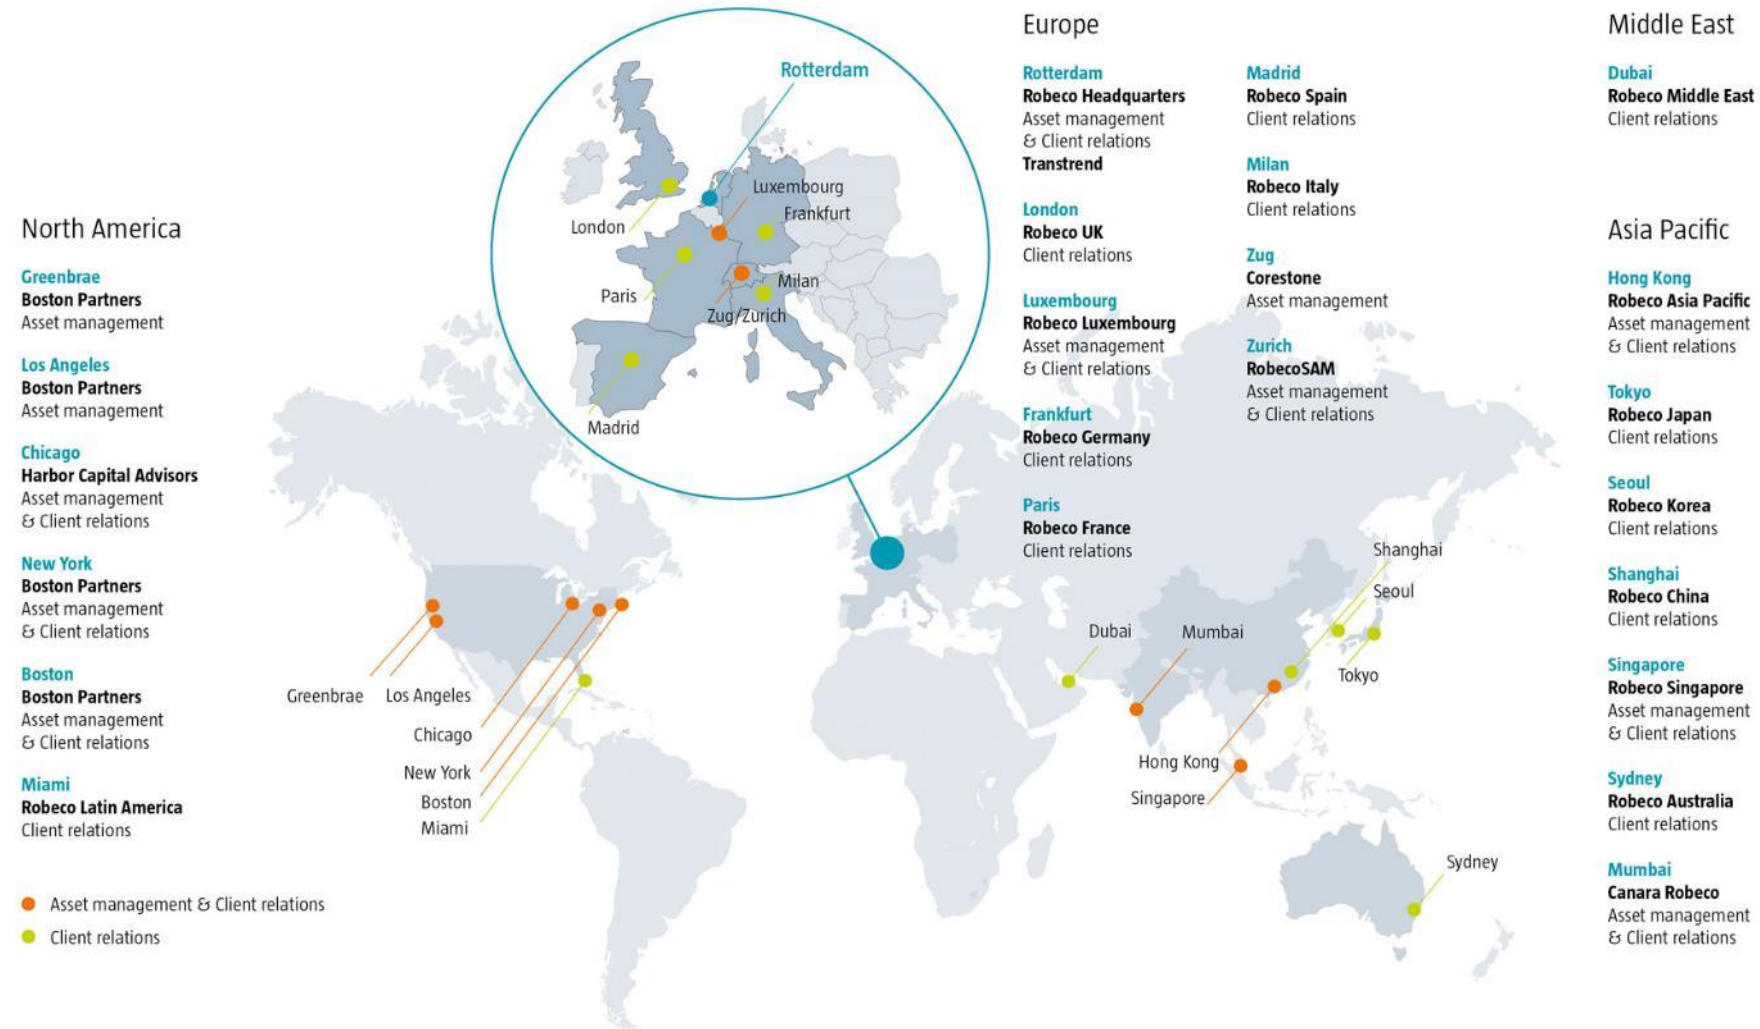 North America
Greenbrae
Boston Partners
Asset management
Los Angeles
Boston Partners
Asset management
Chicago
Harbor Capital Advisors
Asset management
& Client relations
New York
Boston Partners
Asset management
& Client relations
Boston
Boston Partners
Asset management
& Client relations
Miami
Robeco Latin America
Client relations
Asset management & Client relations
Client relations
Rotterdam
Luxembourg
Frankfurt
London
Paris
Milan
Zug/Zurich
Madrid
Greenbrae
Los Angeles
Chicago
New York
Boston
Miami
Europe
Rotterdam
Robeco Headquarters
Asset management
& Client relations
Transtrend
London
Robeco UK
Client relations
Luxembourg
Robeco Luxembourg
Asset management
& Client relations
Frankfurt
Robeco Germany
Client relations
Paris
Robeco France
Client relations
Madrid
Robeco Spain
Client relations
Milan
Robeco Italy
Client relations
Zug
Corestone
Asset management
Zurich
RobecoSAM
Asset management
& Client relations
Shanghai
Seoul
Dubai
Mumbai
Tokyo
Hong Kong
Singapore
Sydney
Middle East
Dubai
Robeco Middle East
Client relations
Asia Pacific
Hong Kong
Robeco Asia Pacific
Asset management
& Client relations
Tokyo
Robeco Japan
Client relations
Seoul
Robeco Korea
Client relations
Shanghai
Robeco China
Client relations
Singapore
Robeco Singapore
Asset management
& Client relations
Sydney
Robeco Australia
Client relations
Mumbai
Canara Robeco
Asset management
& Client relations